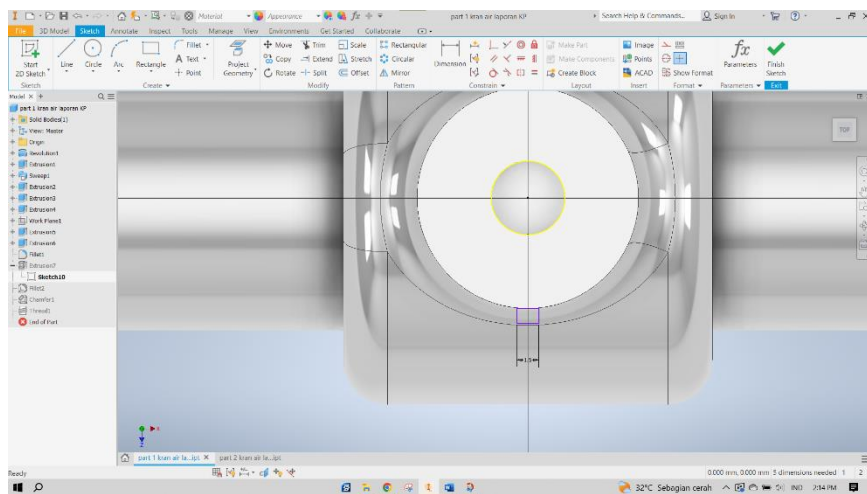 Material
Appearance
part 1 kran air laporan KP
Search Help & Commands...
Sign In
File 3D Model Sketch Annotate Inspect Tools Manage View Environments Get Started Collaborate
Start 2D Sketch
Line
Circle
Arc
Rectangle
Fillet
Text
Point
Project Geometry
Move Trim Scale
Copy Extend Stretch
Rotate Split Offset
Rectangular
Circular
Mirror
Dimension
Make Part
Make Components
Create Block
Image
Points
ACAD
Show Format
fx
Parameters
Finish Sketch
Sketch Create Modify Pattern Constrain Layout Insert Format Parameters Exit
Model
part 1 kran air laporan KP
Solid Bodies(1)
View: Master
Origin
Revolution1
Extrusion1
Sweep1
Extrusion2
Extrusion3
Extrusion4
Work Plane1
Extrusion5
Extrusion6
Fillet1
Extrusion7
Sketch10
Fillet2
Chamfer1
Thread1
End of Part
TOP
1.5
part 1 kran air la...ipt
part 2 kran air la...ipt
Ready
0.000 mm, 0.000 mm 5 dimensions needed 1 2
32°C Sebagian cerah
IND
2:14 PM